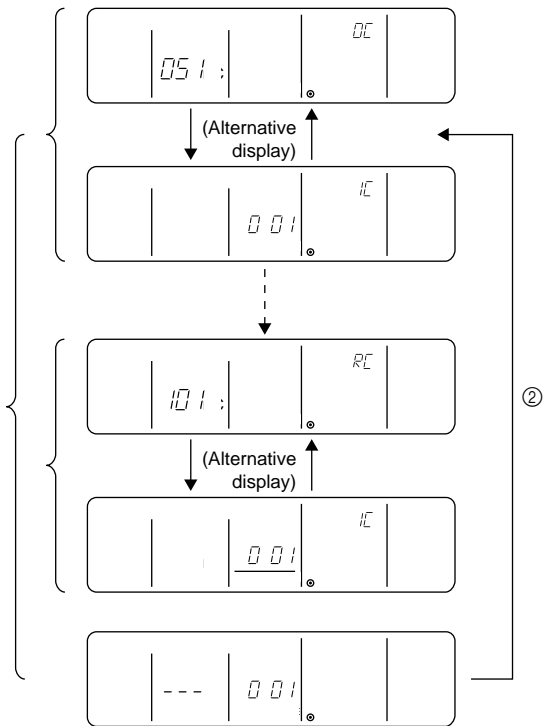 OC
051 :
(Alternative
display)
IC
0 01
RC
101 :
②
(Alternative
display)
IC
0 01
--- 0 01